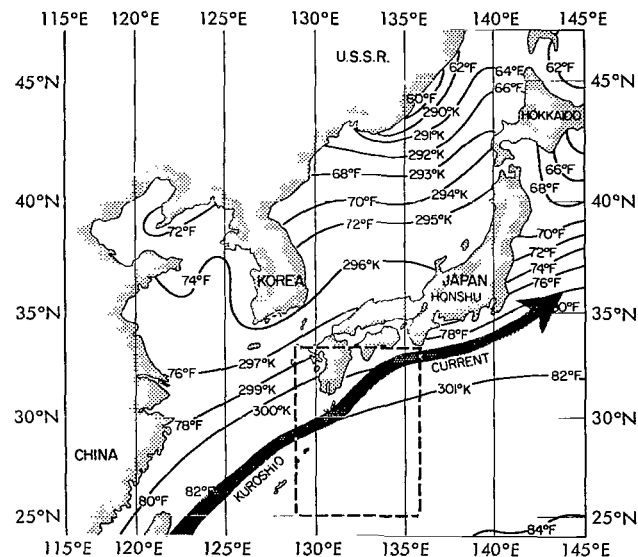 115°E 120°E 125°E 130°E 135°E 140°E 145°E
U.S.S.R.
62°F
64°F
62°F
45°N 45°N
60°F
66°F
290°K
HOKKAIDO
291°K
292°K
66°F
68°F
293°K
68°F
40°N 40°N
70°F
294°K
72°F
295°K
70°F
72°F
72°F
74°F
296°K
74°F
KOREA
JAPAN
HONSHU
76°F
35°N 35°N
78°F
297°K
CURRENT
76°F
299°K
301°K
82°F
78°F
300°K
30°N 30°N
CHINA
KUROSHIO
82°F
80°F
25°N 25°N
84°F
115°E 120°E 125°E 130°E 135°E 140°E 145°E